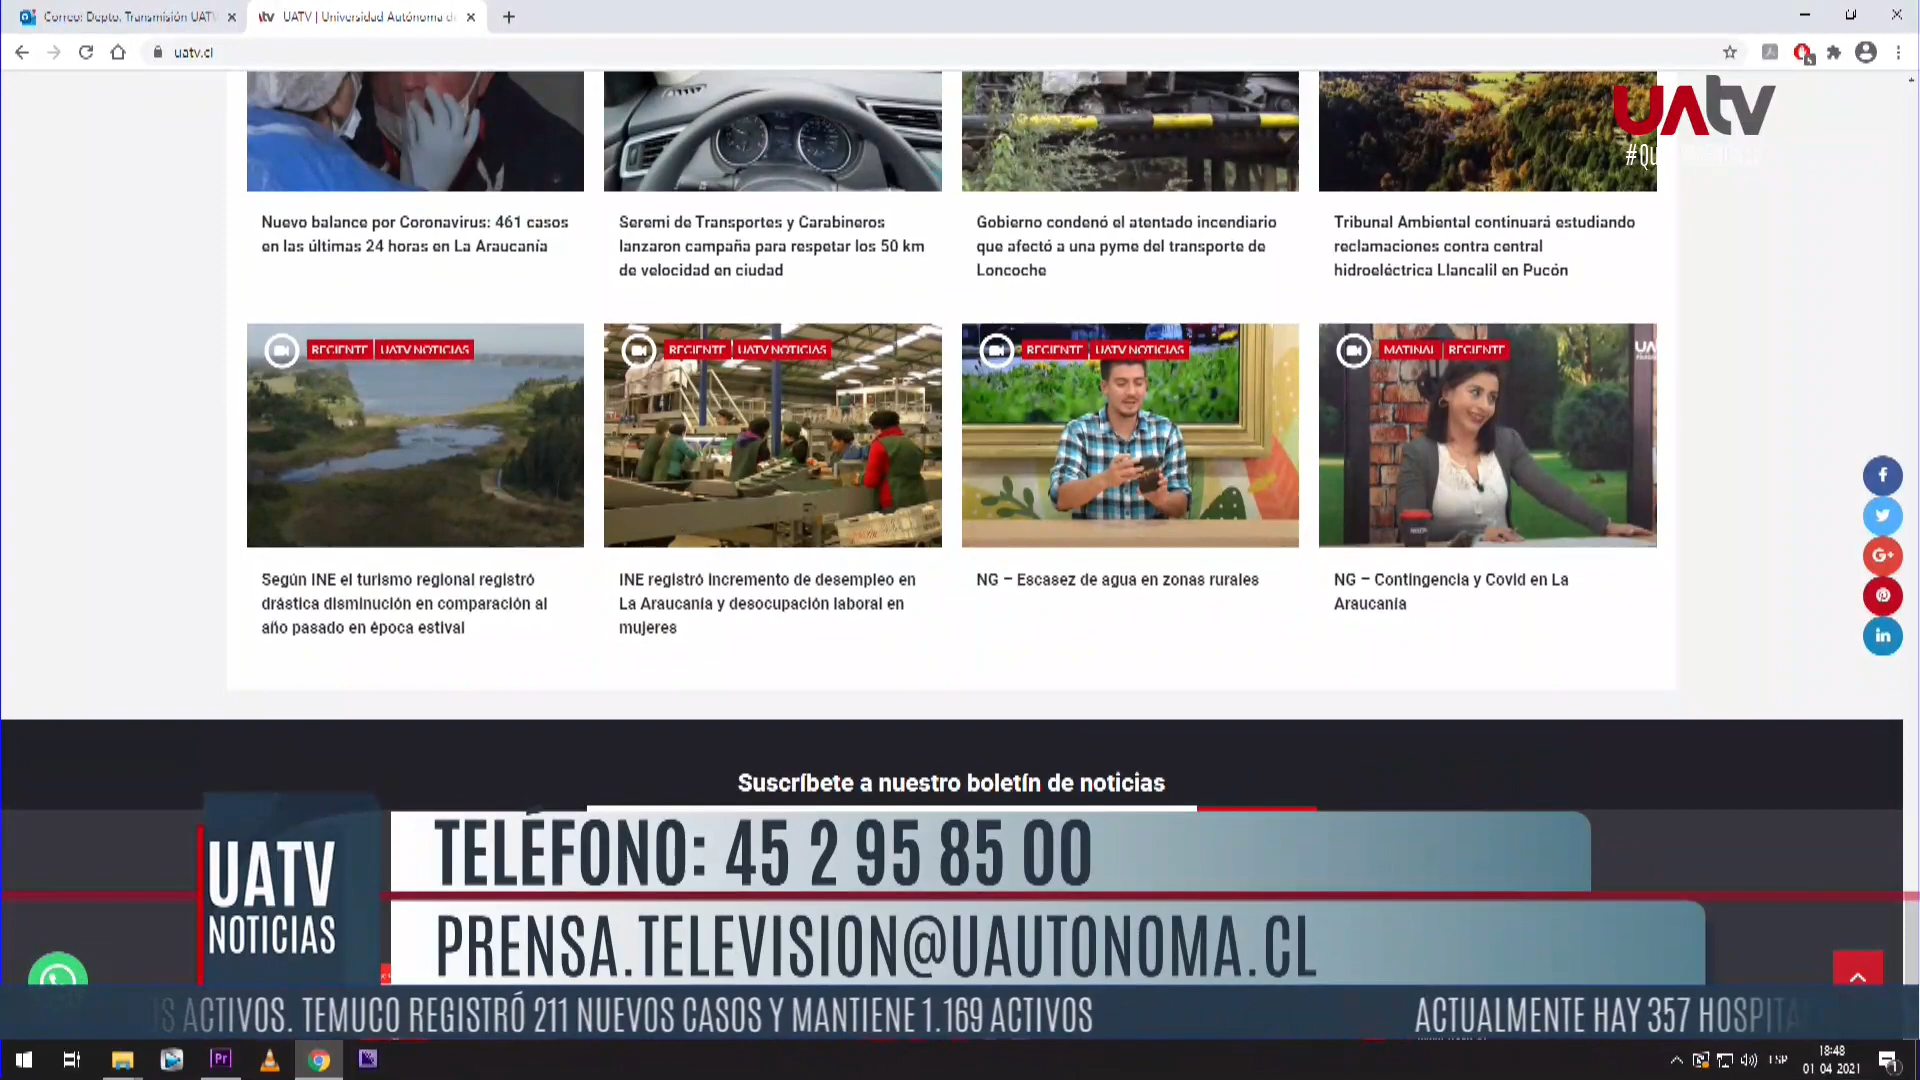 Correo: Depto. Transmisión UATV
UATV | Universidad Autónoma de
uatv.cl
UATV
Nuevo balance por Coronavirus: 461 casos
en las últimas 24 horas en La Araucanía
Seremi de Transportes y Carabineros
lanzaron campaña para respetar los 50 km
de velocidad en ciudad
Gobierno condenó el atentado incendiario
que afectó a una pyme del transporte de
Loncoche
Tribunal Ambiental continuará estudiando
reclamaciones contra central
hidroeléctrica Llancalil en Pucón
RECIENTE UATV NOTICIAS
RECIENTE UATV NOTICIAS
RECIENTE UATV NOTICIAS
MATINAL RECIENTE
Según INE el turismo regional registró
drástica disminución en comparación al
año pasado en época estival
INE registró incremento de desempleo en
La Araucanía y desocupación laboral en
mujeres
NG – Escasez de agua en zonas rurales
NG – Contingencia y Covid en La
Araucanía
Suscríbete a nuestro boletín de noticias
UATV
NOTICIAS
TELÉFONO: 45 2 95 85 00
PRENSA.TELEVISION@UAUTONOMA.CL
S ACTIVOS. TEMUCO REGISTRÓ 211 NUEVOS CASOS Y MANTIENE 1.169 ACTIVOS
ACTUALMENTE HAY 357 HOSPITA
Pr
ESP
18:48
01-04-2021